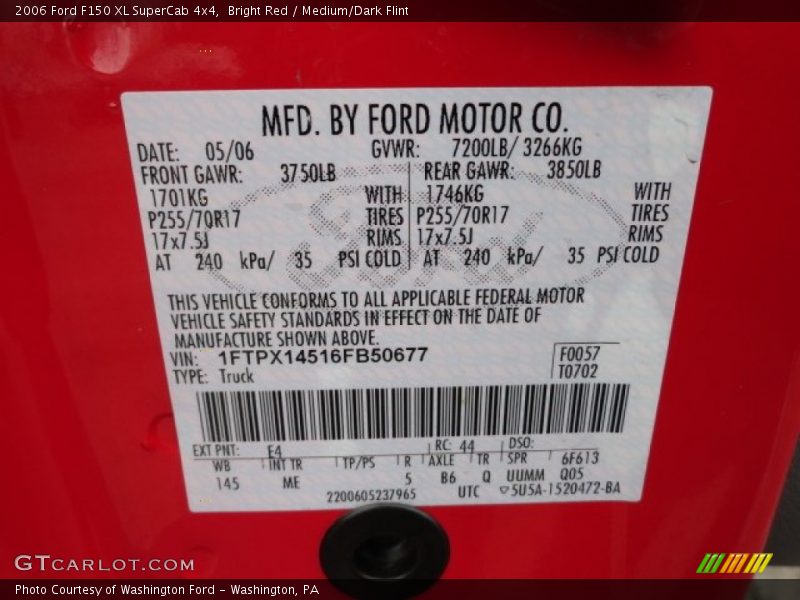 2006 Ford F150 XL SuperCab 4x4,  Bright Red / Medium/Dark Flint
MFD. BY FORD MOTOR CO.
DATE: 05/06 GVWR: 7200LB/ 3266KG
FRONT GAWR: 3750LB REAR GAWR: 3850LB
1701KG WITH 1746KG WITH
P255/70R17 TIRES P255/70R17 TIRES
17x7.5J RIMS 17x7.5J RIMS
AT 240 kPa/ 35 PSI COLD AT 240 kPa/ 35 PSI COLD
THIS VEHICLE CONFORMS TO ALL APPLICABLE FEDERAL MOTOR
VEHICLE SAFETY STANDARDS IN EFFECT ON THE DATE OF
MANUFACTURE SHOWN ABOVE.
VIN: 1FTPX14516FB50677 F0057
TYPE: Truck T0702
EXT PNT: E4 RC: 44 DSO:
WB INT TR TP/PS R AXLE TR SPR 6F613
145 ME 5 B6 Q UUMM Q05
2200605237965 UTC ▽5U5A-1520472-BA
GTCARLOT.COM
Photo Courtesy of Washington Ford - Washington, PA